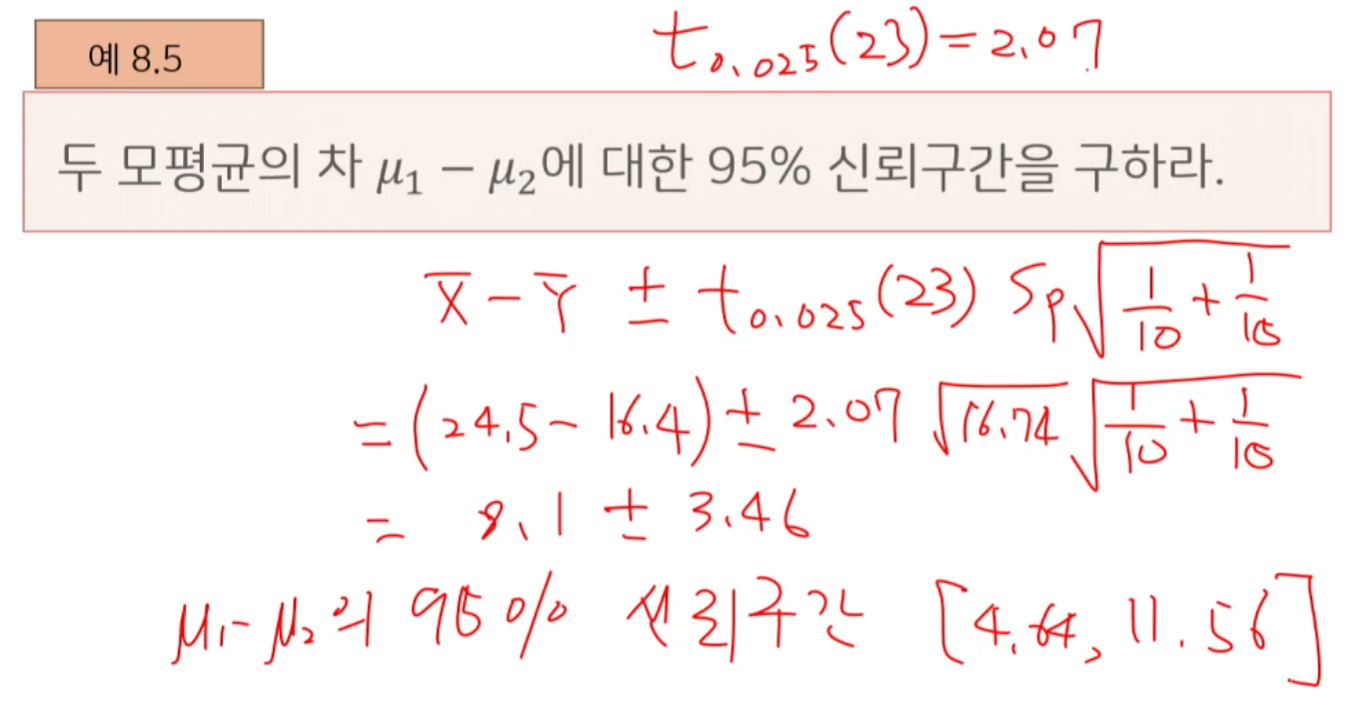 예 8.5
t₀.₀₂₅(23)=2.07
두 모평균의 차 μ₁ − μ₂에 대한 95% 신뢰구간을 구하라.
X̄ − Ȳ ± t₀.₀₂₅(23) Sp√(1/10 + 1/15)
= (24.5 − 16.4) ± 2.07 √16.74 √(1/10 + 1/15)
= 8.1 ± 3.46
μ₁-μ₂의 95% 신뢰구간 [4.64, 11.56]